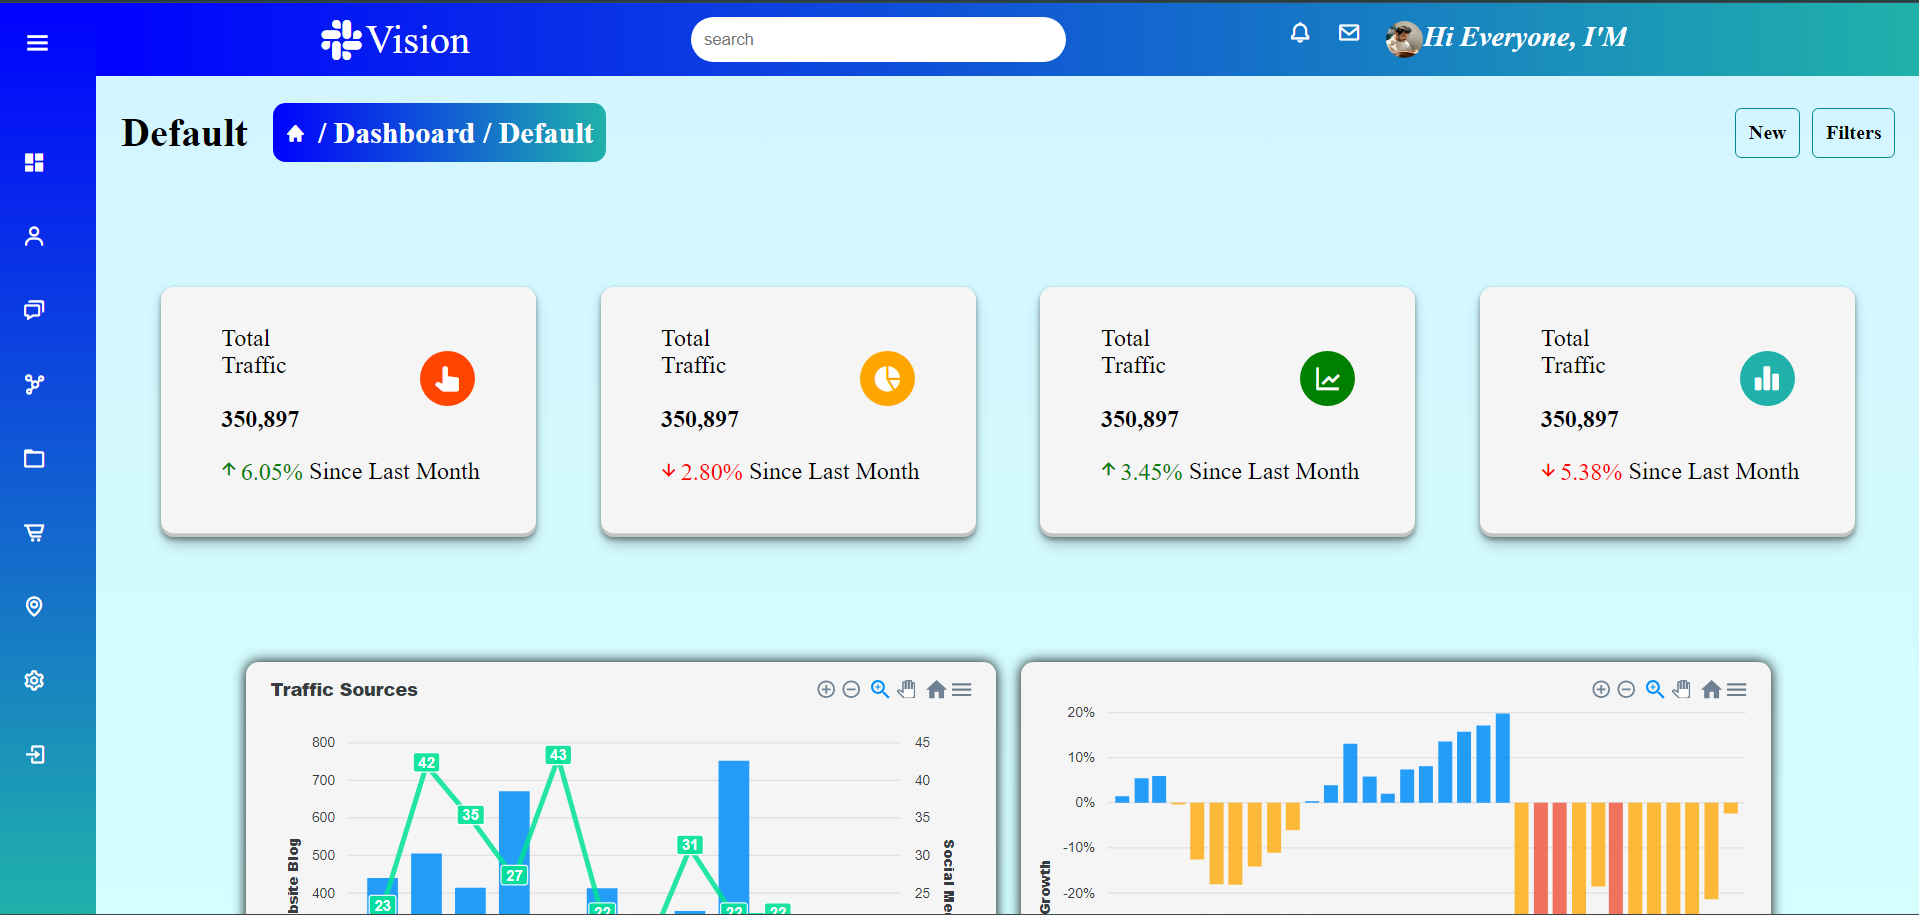 Vision
search
Hi Everyone, I'M
Default
/ Dashboard / Default
New
Filters
Total
Traffic
350,897
6.05% Since Last Month
Total
Traffic
350,897
2.80% Since Last Month
Total
Traffic
350,897
3.45% Since Last Month
Total
Traffic
350,897
5.38% Since Last Month
Traffic Sources
800
700
600
500
400
45
40
35
30
25
42
43
35
31
27
23
22
22
22
bsite Blog
Social Me
20%
10%
0%
-10%
-20%
Growth